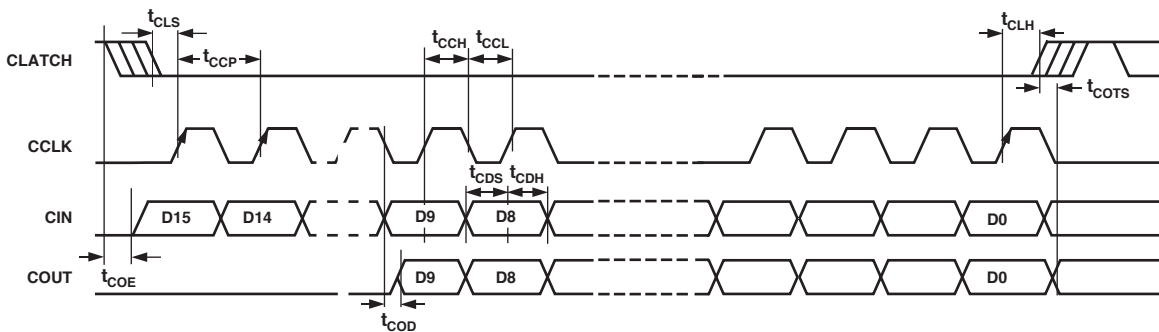 tCLS
tCCH tCCL
tCLH
CLATCH
tCCP
tCOTS
CCLK
tCDS tCDH
CIN D15 D14 D9 D8 D0
tCOE
COUT D9 D8 D0
tCOD